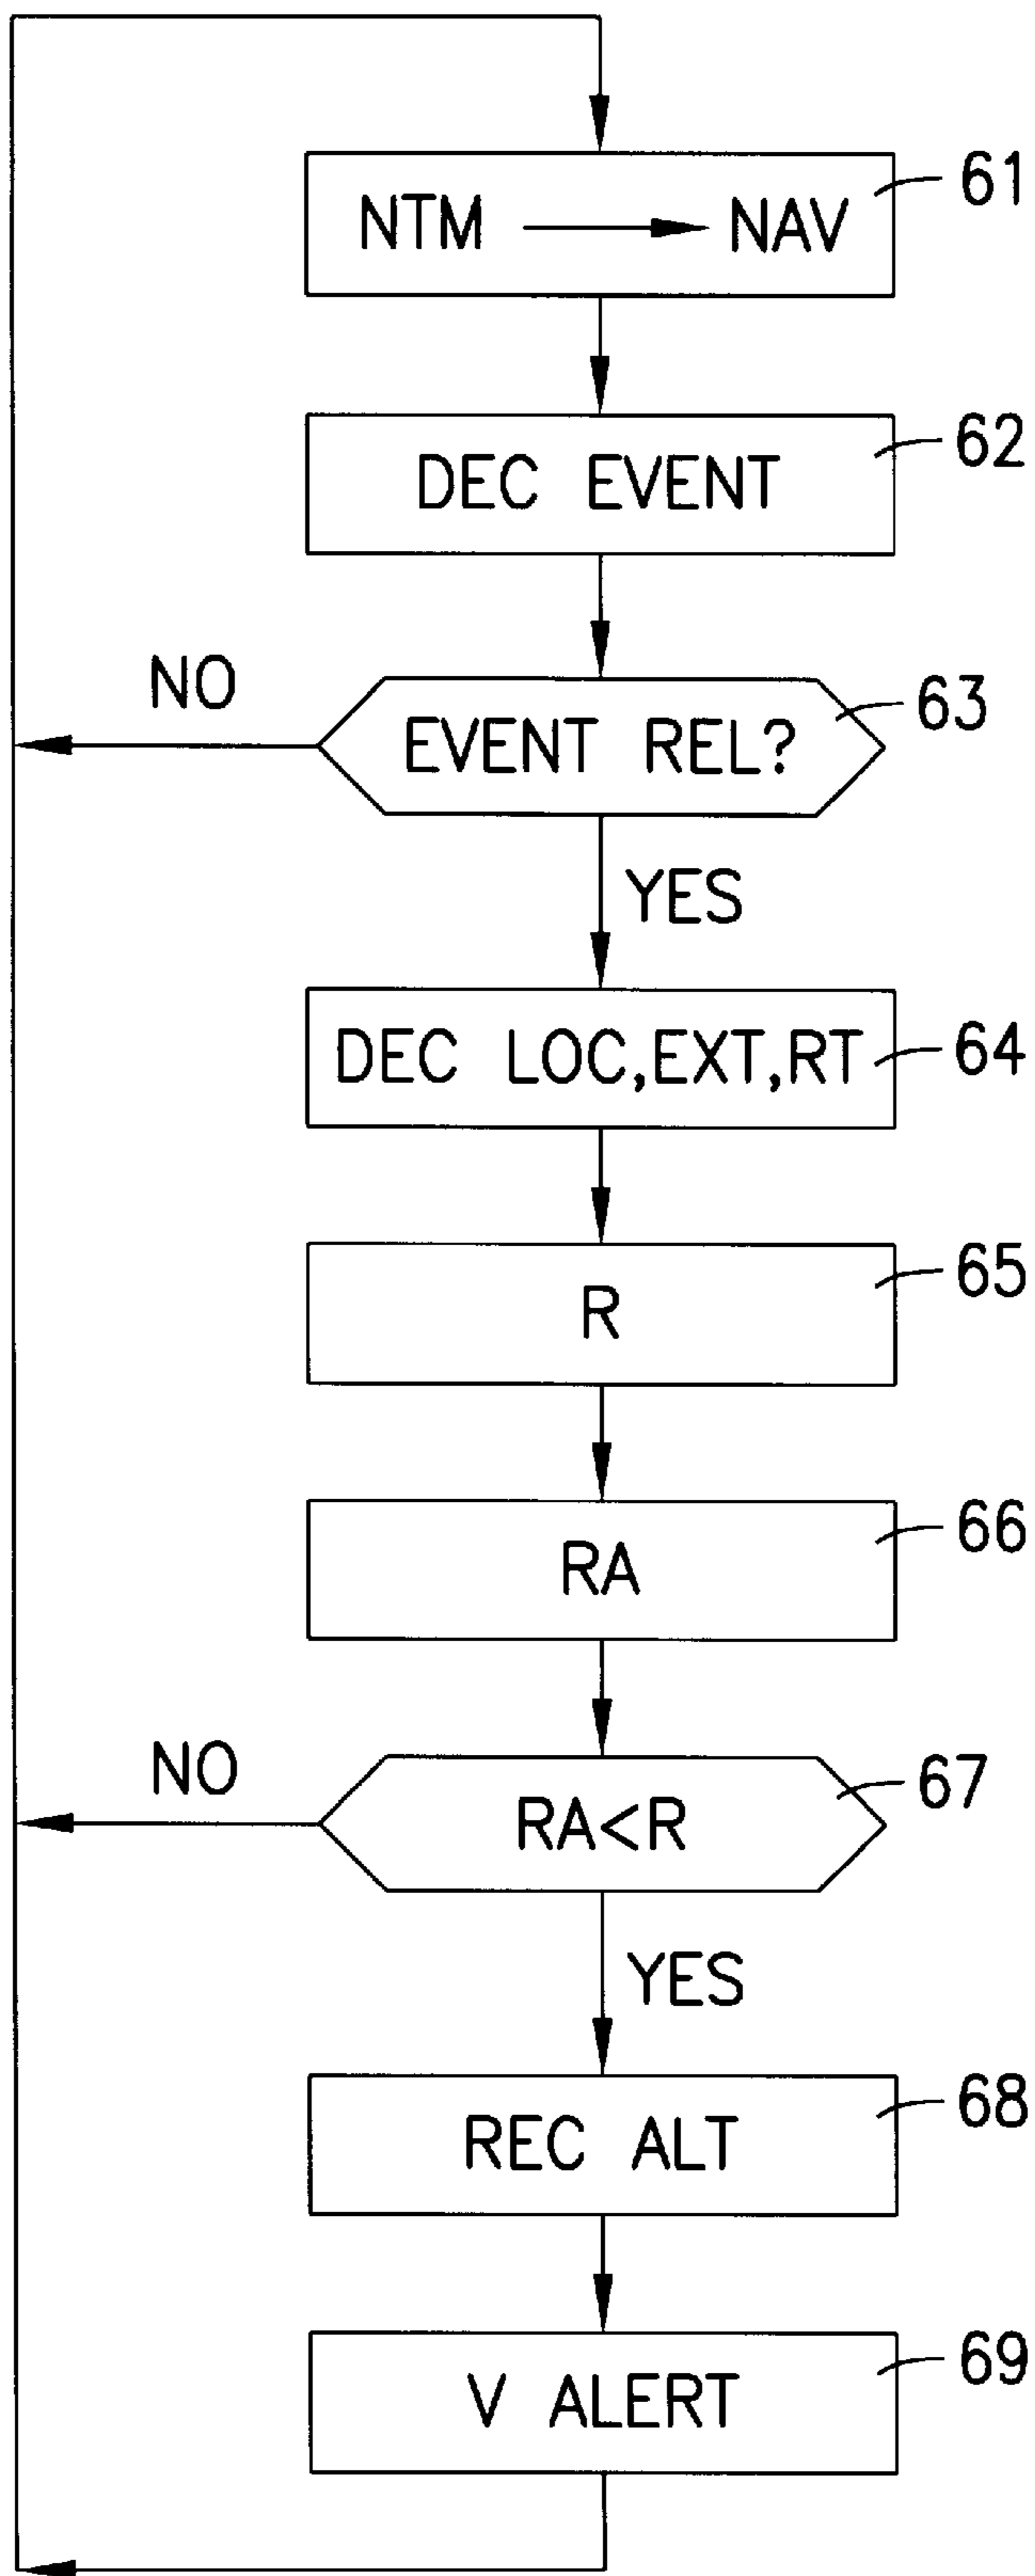 NTM NAV
61
DEC EVENT
62
EVENT REL?
63
NO
YES
DEC LOC,EXT,RT
64
R
65
RA
66
RA<R
67
NO
YES
REC ALT
68
V ALERT
69